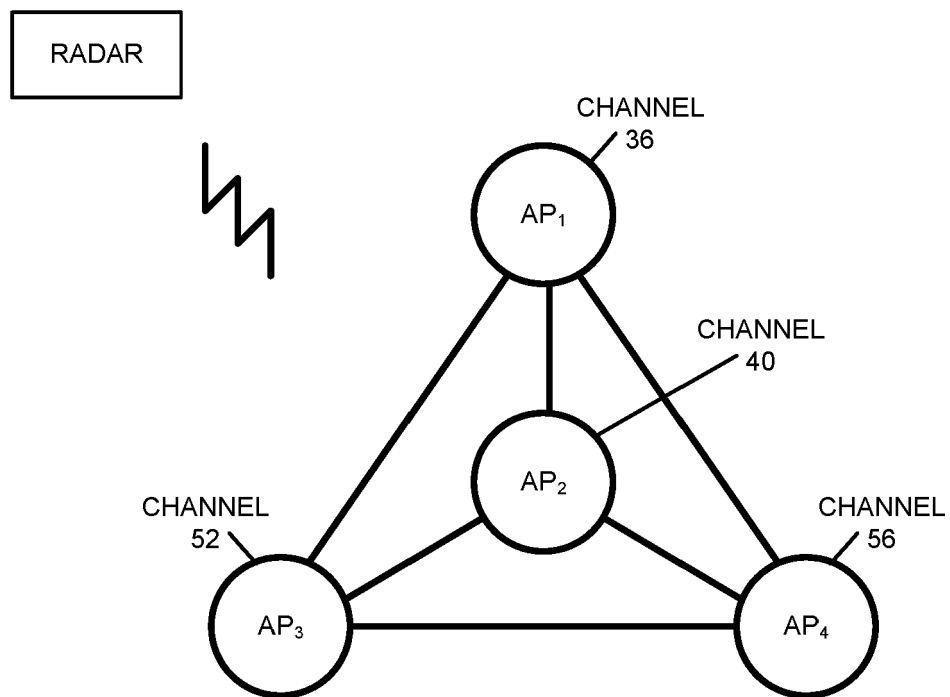 RADAR
CHANNEL
36
AP₁
CHANNEL
40
AP₂
CHANNEL
52
CHANNEL
56
AP₃
AP₄